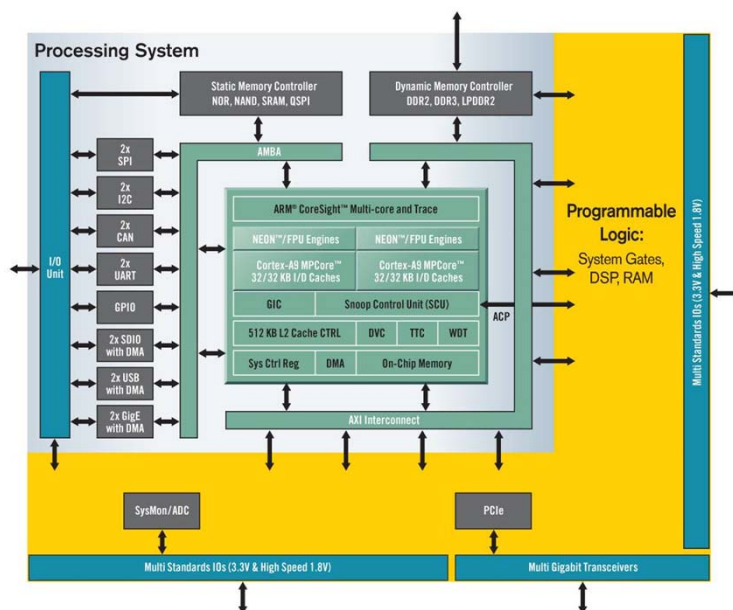 Processing System
Static Memory Controller
NOR, NAND, SRAM, QSPI
Dynamic Memory Controller
DDR2, DDR3, LPDDR2
AMBA
I/O
Unit
2x
SPI
2x
I2C
2x
CAN
2x
UART
GPIO
2x SDIO
with DMA
2x USB
with DMA
2x GigE
with DMA
ARM® CoreSight™ Multi-core and Trace
NEON™/FPU Engines
NEON™/FPU Engines
Cortex-A9 MPCore™
32/32 KB I/D Caches
Cortex-A9 MPCore™
32/32 KB I/D Caches
GIC
Snoop Control Unit (SCU)
512 KB L2 Cache CTRL
DVC
TTC
WDT
Sys Ctrl Reg
DMA
On-Chip Memory
ACP
AXI Interconnect
Programmable
Logic:
System Gates,
DSP, RAM
Multi Standards IOs (3.3V & High Speed 1.8V)
SysMon/ADC
PCIe
Multi Standards IOs (3.3V & High Speed 1.8V)
Multi Gigabit Transceivers